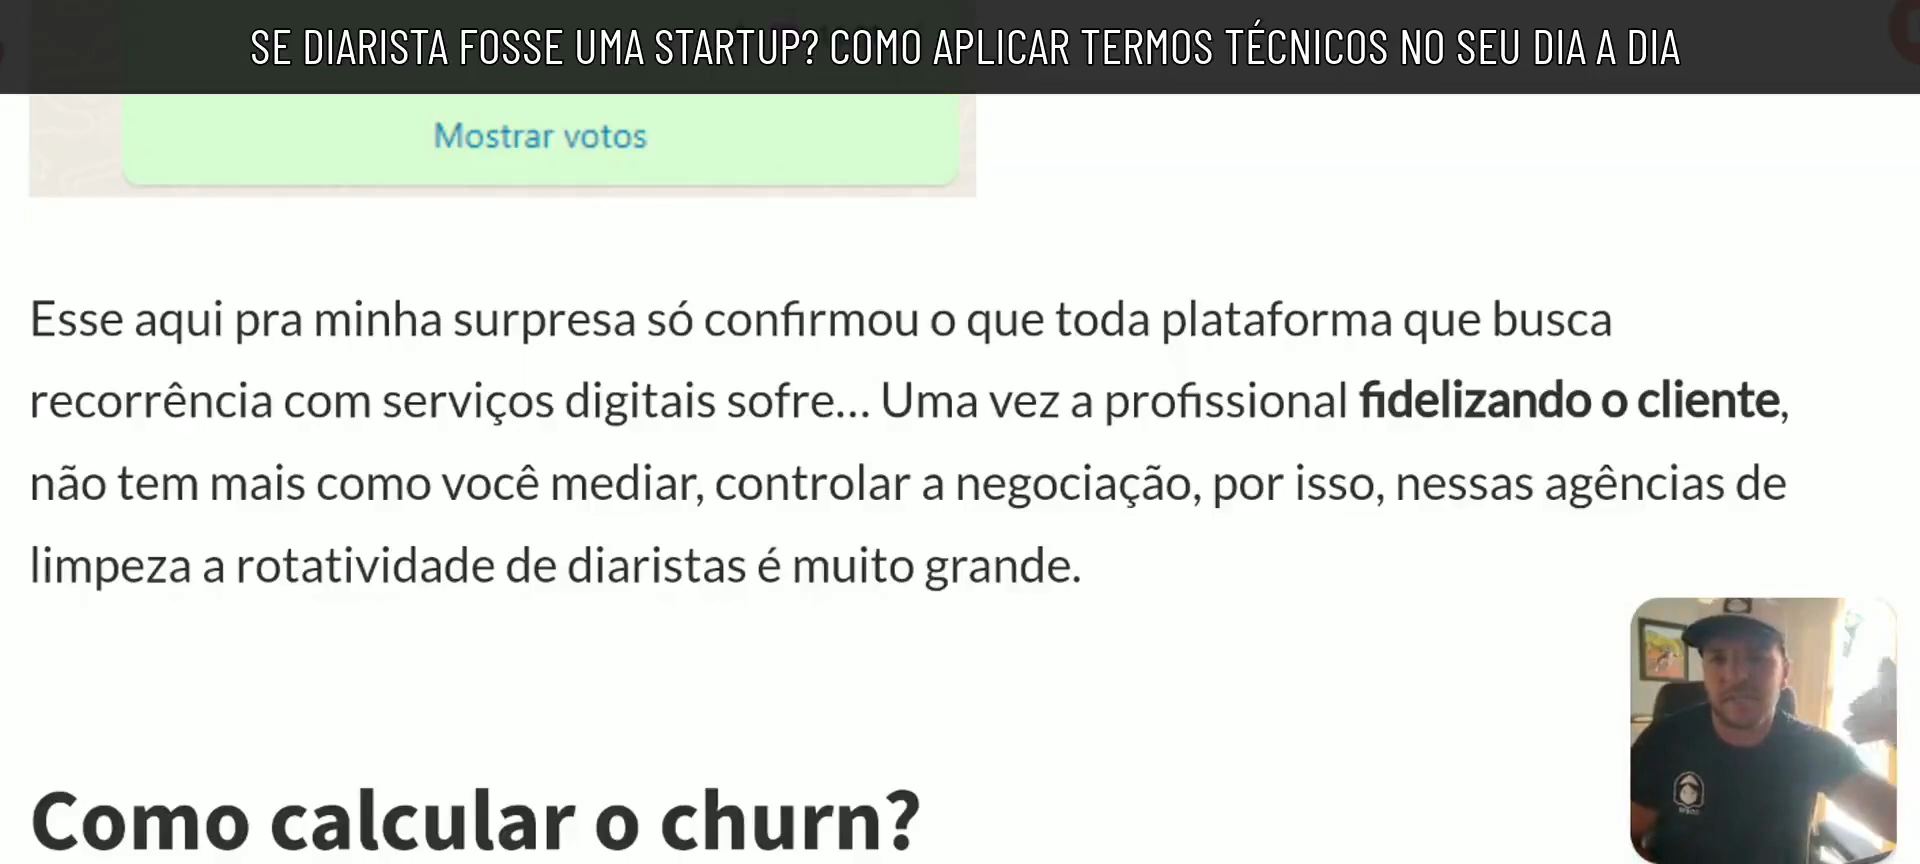 SE DIARISTA FOSSE UMA STARTUP? COMO APLICAR TERMOS TÉCNICOS NO SEU DIA A DIA
Mostrar votos
Esse aqui pra minha surpresa só confirmou o que toda plataforma que busca
recorrência com serviços digitais sofre... Uma vez a profissional fidelizando o cliente,
não tem mais como você mediar, controlar a negociação, por isso, nessas agências de
limpeza a rotatividade de diaristas é muito grande.
Como calcular o churn?